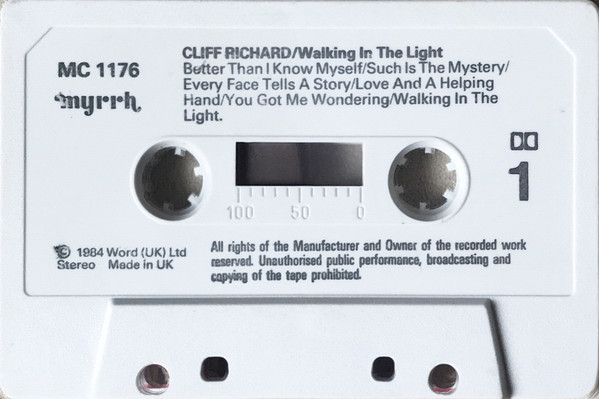 CLIFF RICHARD/Walking In The Light
MC 1176
Better Than I Know Myself/Such Is The Mystery/
myrrh
Every Face Tells A Story/Love And A Helping
Hand/You Got Me Wondering/Walking In The
Light.
1
100 50 0
℗ © 1984 Word (UK) Ltd
Stereo Made in UK
All rights of the Manufacturer and Owner of the recorded work
reserved. Unauthorised public performance, broadcasting and
copying of the tape prohibited.